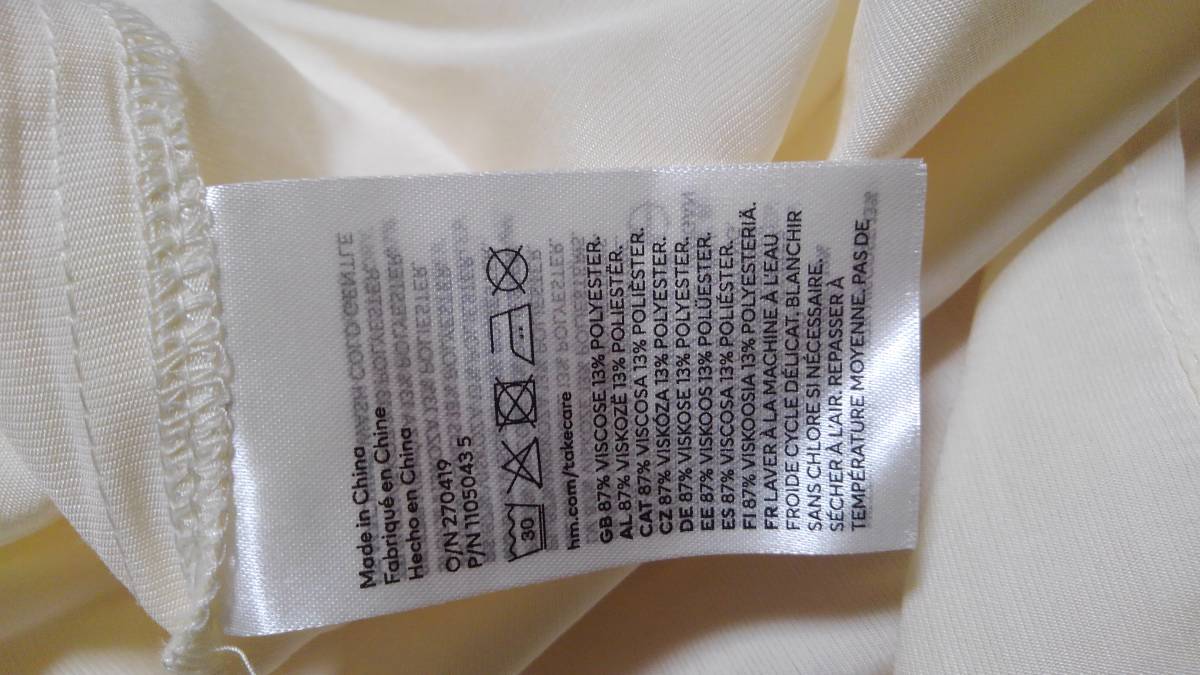 Made in China
Fabriqué en Chine
Hecho en China
O/N 270419
P/N 1105043 5
30
hm.com/takecare
GB 87% VISCOSE 13% POLYESTER.
AL 87% VISKOZË 13% POLIESTËR.
CAT 87% VISCOSA 13% POLIÈSTER.
CZ 87% VISKÓZA 13% POLYESTER.
DE 87% VISKOSE 13% POLYESTER.
EE 87% VISKOOS 13% POLÜESTER.
ES 87% VISCOSA 13% POLIÉSTER.
FI 87% VISKOOSIA 13% POLYESTERIÄ.
FR LAVER À LA MACHINE À L'EAU
FROIDE CYCLE DÉLICAT, BLANCHIR
SANS CHLORE SI NÉCESSAIRE,
SÉCHER À L'AIR. REPASSER À
TEMPÉRATURE MOYENNE, PAS DE